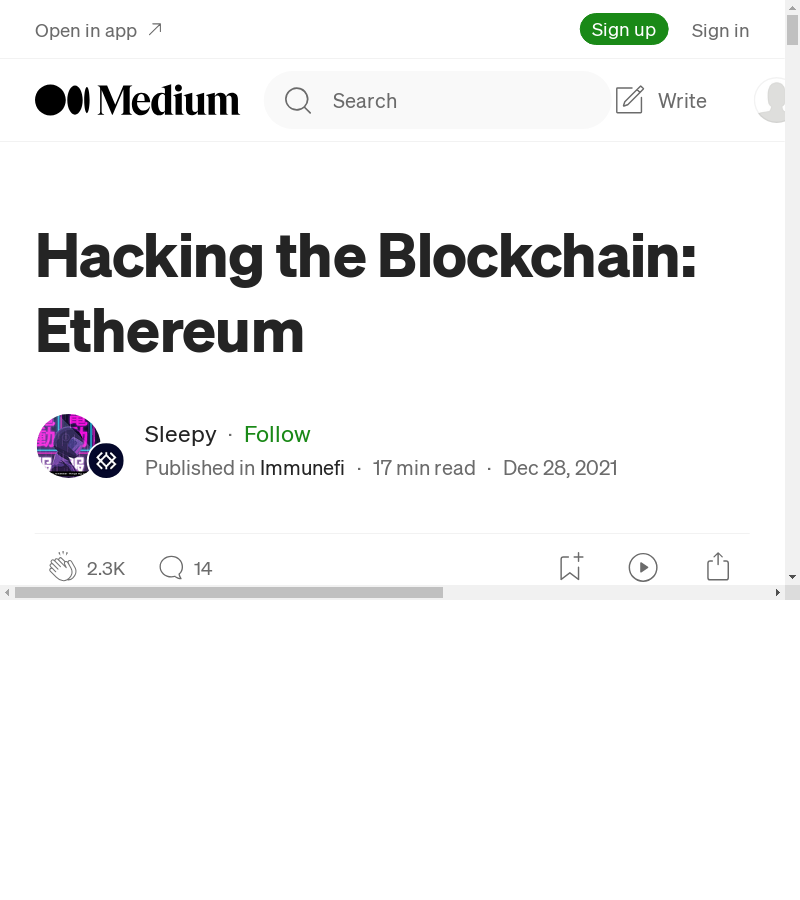 Open in app
Sign up
Sign in
Medium
Search
Write
Hacking the Blockchain:
Ethereum
Sleepy · Follow
Published in Immunefi · 17 min read · Dec 28, 2021
2.3K
14